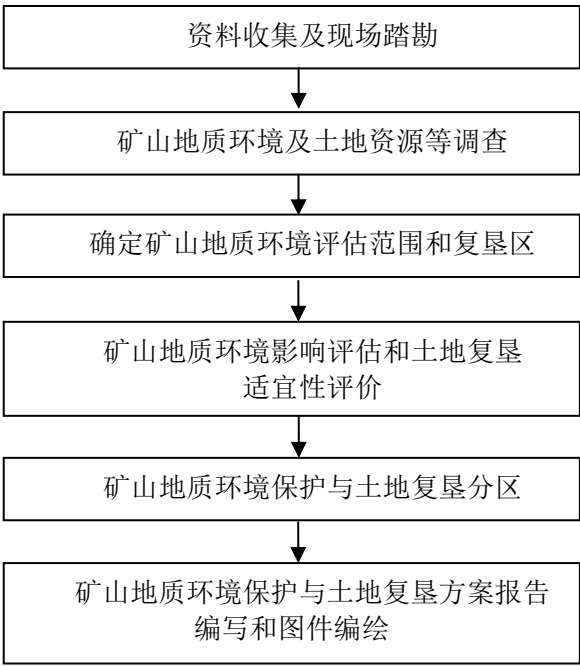 资料收集及现场踏勘
矿山地质环境及土地资源等调查
确定矿山地质环境评估范围和复垦区
矿山地质环境影响评估和土地复垦
适宜性评价
矿山地质环境保护与土地复垦分区
矿山地质环境保护与土地复垦方案报告
编写和图件编绘